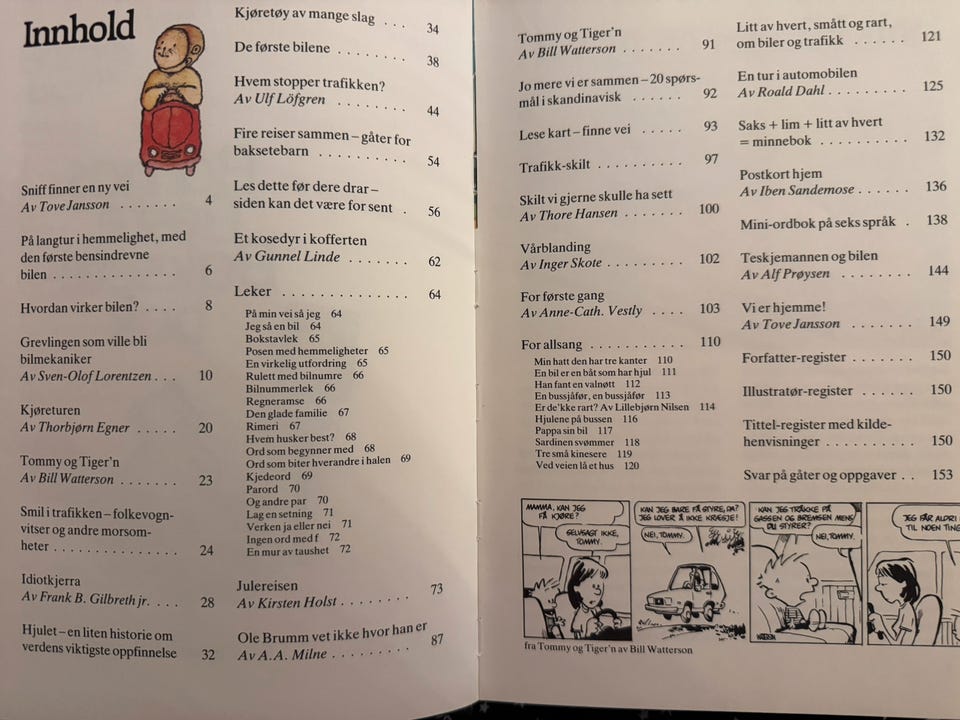 Innhold
Sniff finner en ny vei
Av Tove Jansson . . . . . . . 4
På langtur i hemmelighet, med
den første bensindrevne
bilen . . . . . . . . . . . . . . . 6
Hvordan virker bilen? . . . . 8
Grevlingen som ville bli
bilmekaniker
Av Sven-Olof Lorentzen . . . 10
Kjøreturen
Av Thorbjørn Egner . . . . . 20
Tommy og Tiger'n
Av Bill Watterson . . . . . . . 23
Smil i trafikken – folkevogn-
vitser og andre morsom-
heter . . . . . . . . . . . . . . . 24
Idiotkjerra
Av Frank B. Gilbreth jr. . . . . 28
Hjulet – en liten historie om
verdens viktigste oppfinnelse 32
Kjøretøy av mange slag . . . 34
De første bilene . . . . . . . . 38
Hvem stopper trafikken?
Av Ulf Löfgren . . . . . . . . 44
Fire reiser sammen – gåter for
baksetebarn . . . . . . . . . . 54
Les dette før dere drar –
siden kan det være for sent . 56
Et kosedyr i kofferten
Av Gunnel Linde . . . . . . . 62
Leker . . . . . . . . . . . . . . 64
På min vei så jeg 64
Jeg så en bil 64
Bokstavlek 65
Posen med hemmeligheter 65
En virkelig utfordring 65
Rulett med bilnumre 66
Bilnummerlek 66
Regneramse 66
Den glade familie 67
Rimeri 67
Hvem husker best? 68
Ord som begynner med 68
Ord som biter hverandre i halen 69
Kjedeord 69
Parord 70
Og andre par 70
Lag en setning 71
Verken ja eller nei 71
Ingen ord med f 72
En mur av taushet 72
Julereisen 73
Av Kirsten Holst . . . . . . . .
Ole Brumm vet ikke hvor han er
Av A.A. Milne . . . . . . . . . 87
Tommy og Tiger'n
Av Bill Watterson . . . . . . . 91
Jo mere vi er sammen – 20 spørs-
mål i skandinavisk . . . . . . 92
Lese kart – finne vei . . . . . 93
Trafikk-skilt . . . . . . . . . . 97
Skilt vi gjerne skulle ha sett
Av Thore Hansen . . . . . . . 100
Vårblanding
Av Inger Skote . . . . . . . . . 102
For første gang
Av Anne-Cath. Vestly . . . . 103
For allsang . . . . . . . . . . . 110
Min hatt den har tre kanter 110
En bil er en båt som har hjul 111
Han fant en valnøtt 112
En bussjåfør, en bussjåfør 113
Er de'kke rart? Av Lillebjørn Nilsen 114
Hjulene på bussen 116
Pappa sin bil 117
Sardinen svømmer 118
Tre små kinesere 119
Ved veien lå et hus 120
Litt av hvert, smått og rart,
om biler og trafikk . . . . . . 121
En tur i automobilen
Av Roald Dahl . . . . . . . . . 125
Saks + lim + litt av hvert
= minnebok . . . . . . . . . . 132
Postkort hjem
Av Iben Sandemose . . . . . . 136
Mini-ordbok på seks språk . 138
Teskjemannen og bilen
Av Alf Prøysen . . . . . . . . 144
Vi er hjemme!
Av Tove Jansson . . . . . . . 149
Forfatter-register . . . . . . 150
Illustratør-register . . . . . 150
Tittel-register med kilde-
henvisninger . . . . . . . . . 150
Svar på gåter og oppgaver . . 153
MAMMA, KAN JEG
FÅ KJØRE?
SELVSAGT IKKE,
TOMMY.
KAN JEG BARE FÅ STYRE, DA?
JEG LOVER Å IKKE KRÆSJE!
NEI, TOMMY.
KAN JEG TRÅKKE PÅ
GASSEN OG BREMSEN MENS
DU STYRER?
NEI, TOMMY.
JEG FÅR ALDRI
TIL NOEN TING
WATTERSON
fra Tommy og Tiger'n av Bill Watterson